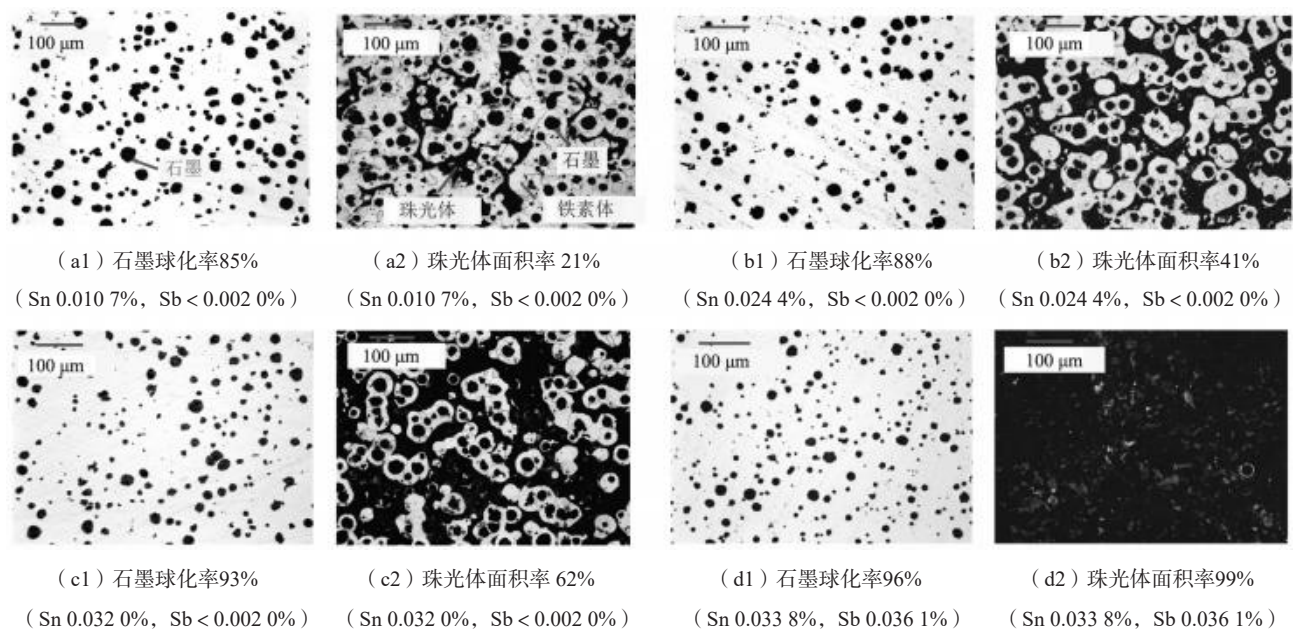 100 μm
100 μm
100 μm
100 μm
石墨
石墨
珠光体
铁素体
（a1）石墨球化率85%
（a2）珠光体面积率 21%
（b1）石墨球化率88%
（b2）珠光体面积率41%
（Sn 0.010 7%，Sb < 0.002 0%）
（Sn 0.010 7%，Sb < 0.002 0%）
（Sn 0.024 4%，Sb < 0.002 0%）
（Sn 0.024 4%，Sb < 0.002 0%）
100 μm
100 μm
100 μm
100 μm
（c1）石墨球化率93%
（c2）珠光体面积率 62%
（d1）石墨球化率96%
（d2）珠光体面积率99%
（Sn 0.032 0%，Sb < 0.002 0%）
（Sn 0.032 0%，Sb < 0.002 0%）
（Sn 0.033 8%，Sb 0.036 1%）
（Sn 0.033 8%，Sb 0.036 1%）